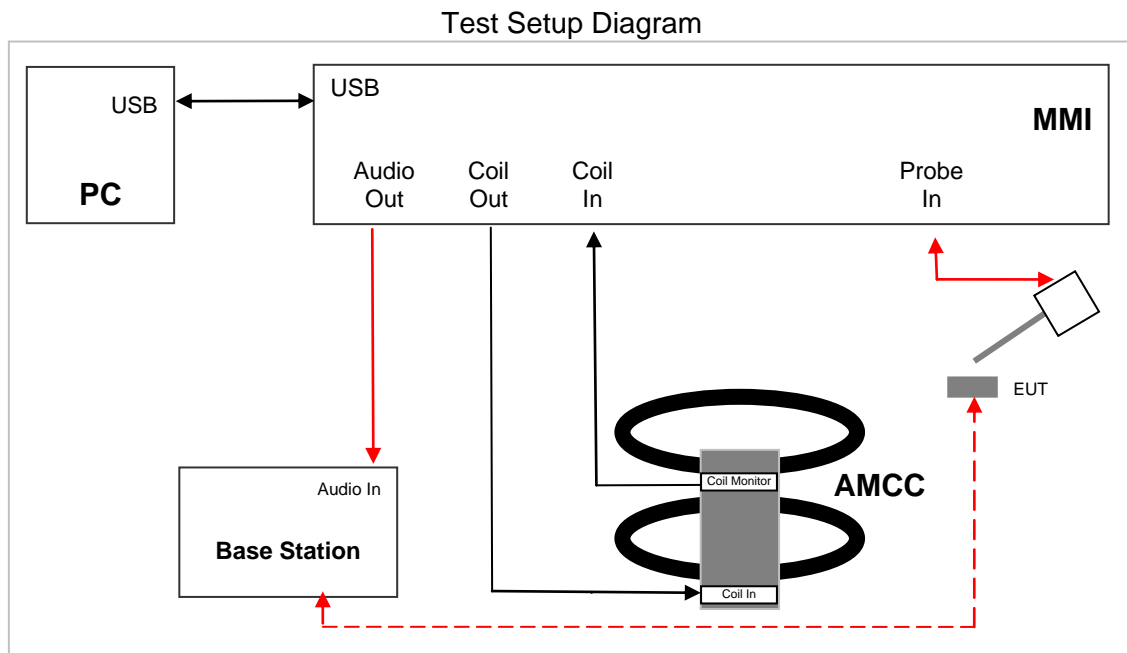 Test Setup Diagram
USB
PC
USB
MMI
Audio
Out
Coil
Out
Coil
In
Probe
In
EUT
Coil Monitor
AMCC
Audio In
Base Station
Coil In